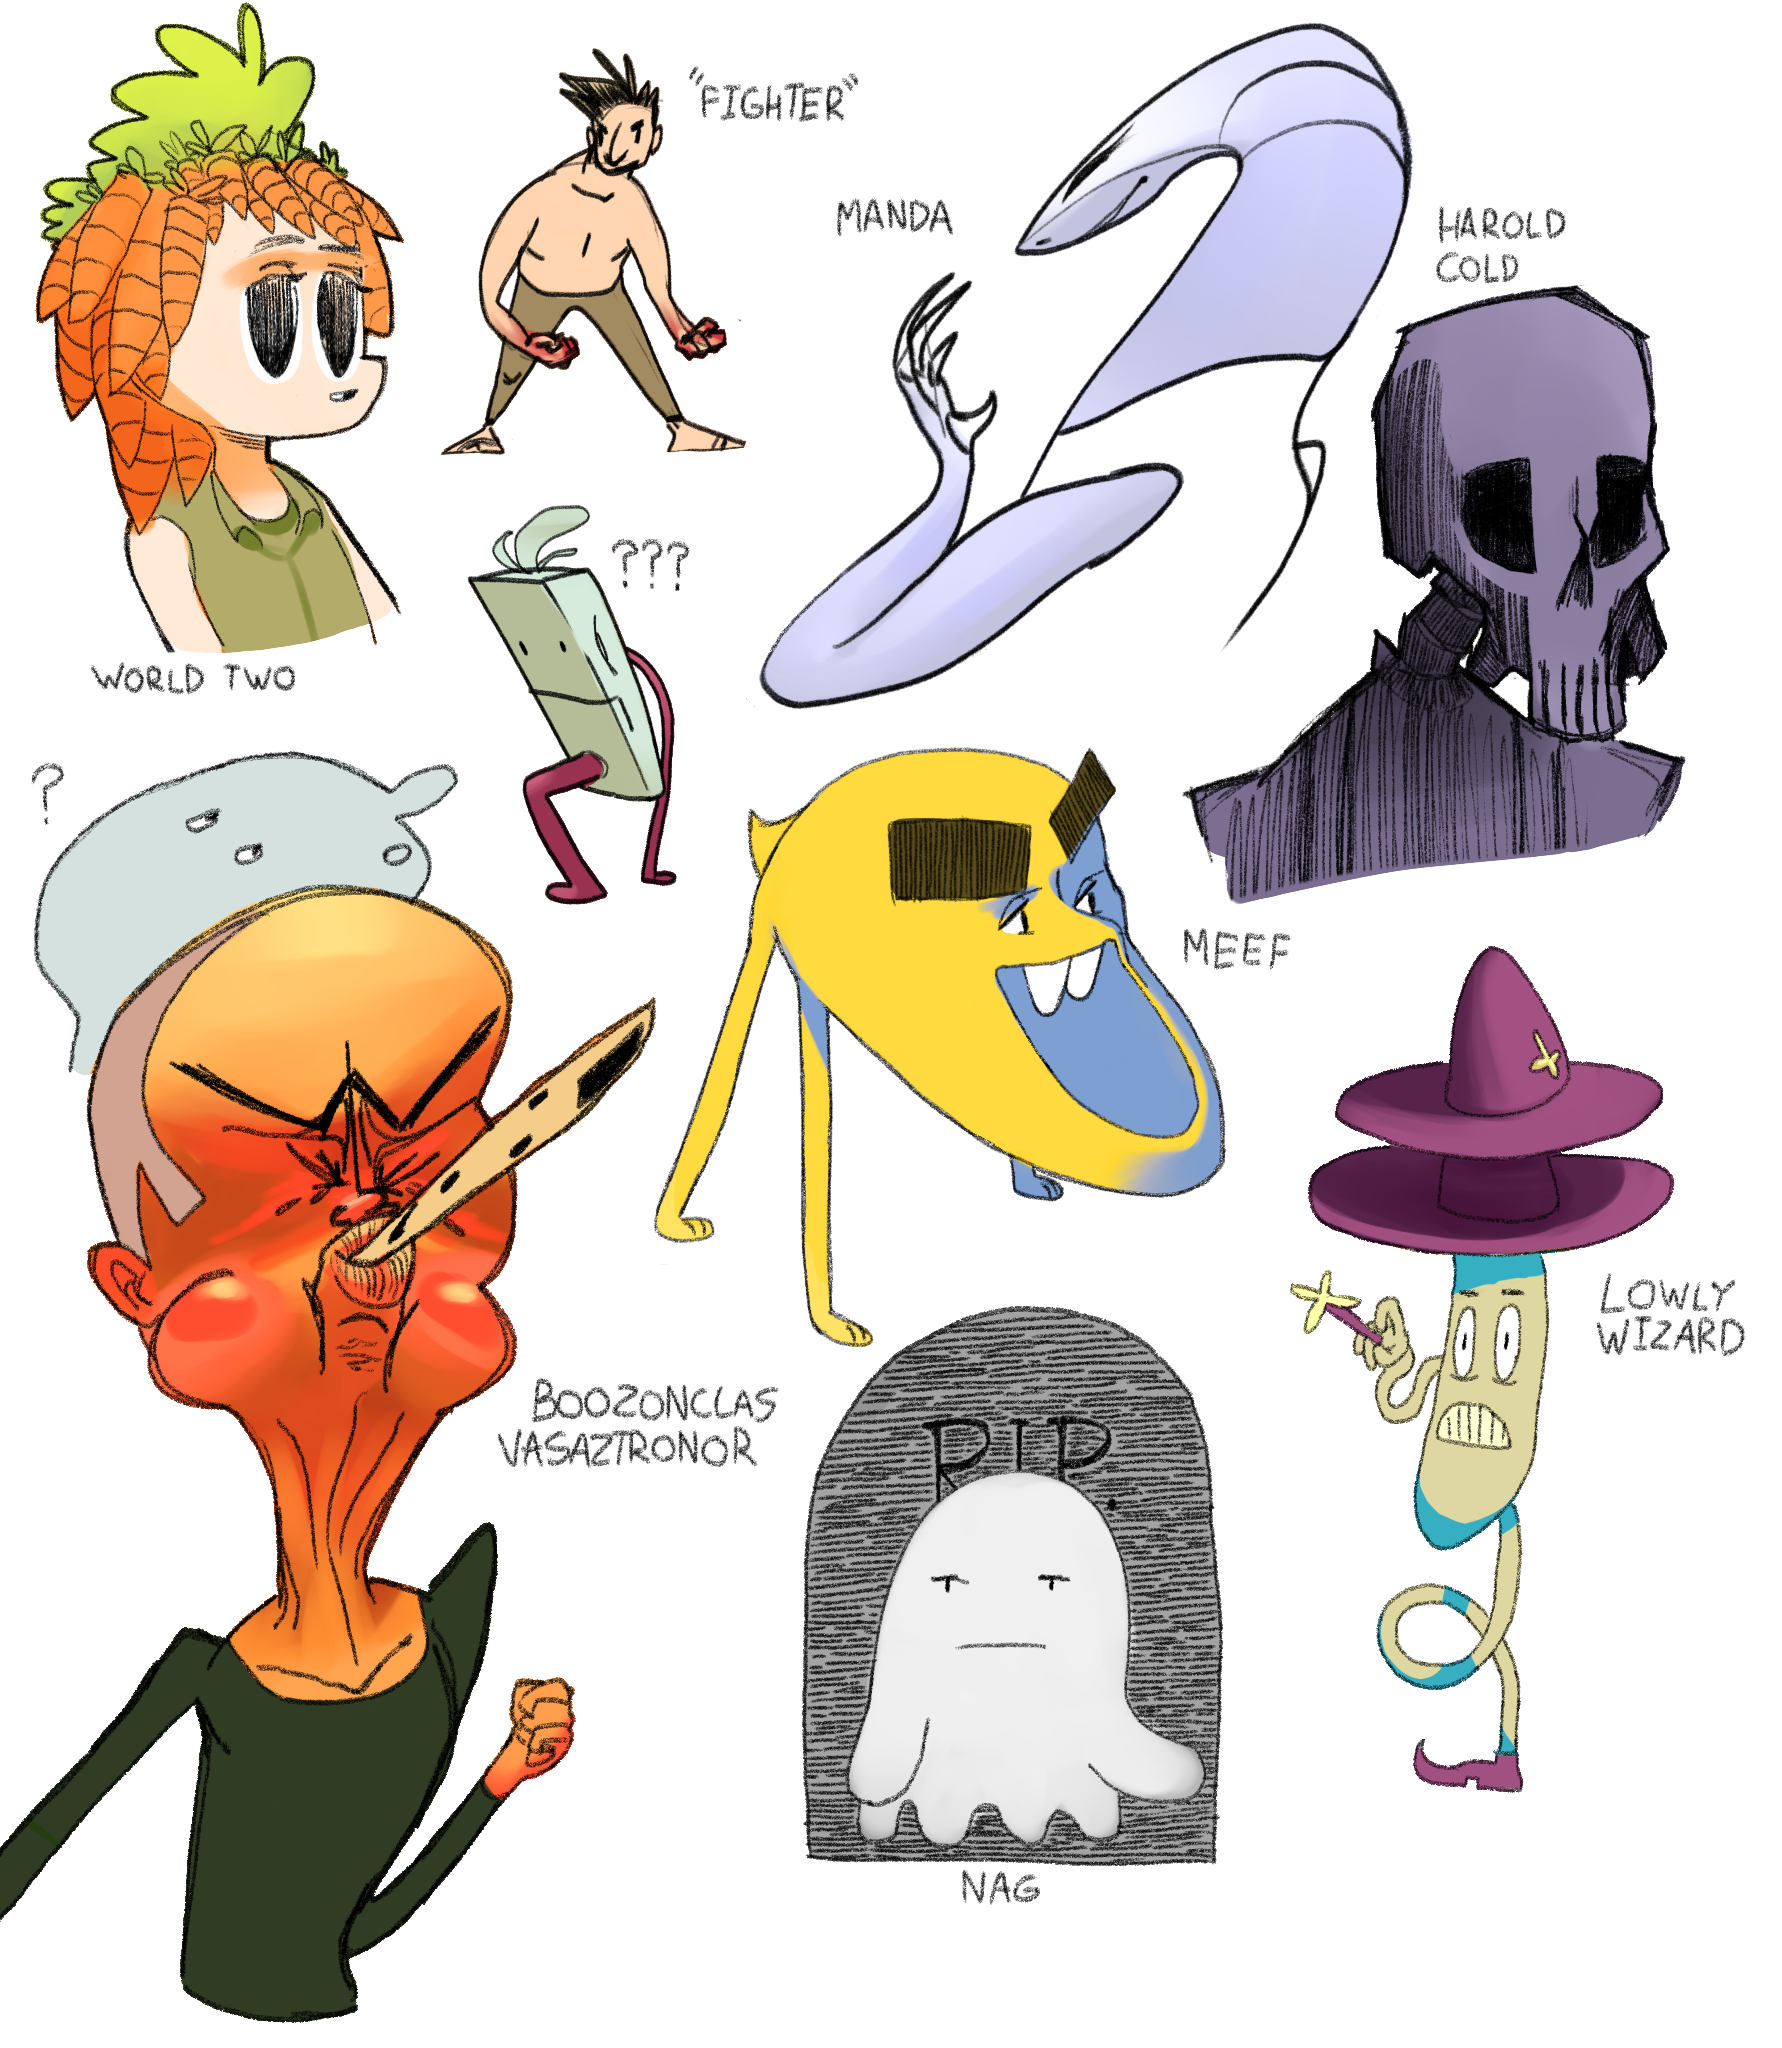 "FIGHTER"
MANDA
HAROLD
COLD
???
WORLD TWO
?
MEEF
LOWLY
WIZARD
BOOZONCLAS
VASAZTRONOR
RIP.
NAG